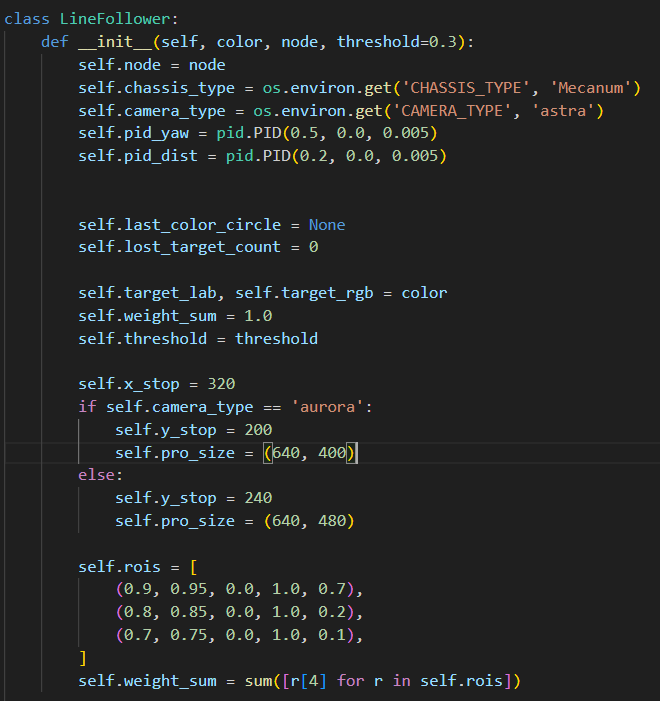 class LineFollower:
    def __init__(self, color, node, threshold=0.3):
        self.node = node
        self.chassis_type = os.environ.get('CHASSIS_TYPE', 'Mecanum')
        self.camera_type = os.environ.get('CAMERA_TYPE', 'astra')
        self.pid_yaw = pid.PID(0.5, 0.0, 0.005)
        self.pid_dist = pid.PID(0.2, 0.0, 0.005)
        self.last_color_circle = None
        self.lost_target_count = 0
        self.target_lab, self.target_rgb = color
        self.weight_sum = 1.0
        self.threshold = threshold
        self.x_stop = 320
        if self.camera_type == 'aurora':
            self.y_stop = 200
            self.pro_size = (640, 400)
        else:
            self.y_stop = 240
            self.pro_size = (640, 480)
        self.rois = [
            (0.9, 0.95, 0.0, 1.0, 0.7),
            (0.8, 0.85, 0.0, 1.0, 0.2),
            (0.7, 0.75, 0.0, 1.0, 0.1),
        ]
        self.weight_sum = sum([r[4] for r in self.rois])